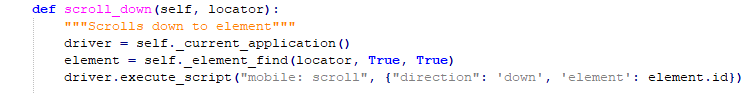 def scroll_down(self, locator):
"""Scrolls down to element"""
driver = self._current_application()
element = self._element_find(locator, True, True)
driver.execute_script("mobile: scroll", {"direction": 'down', 'element': element.id})